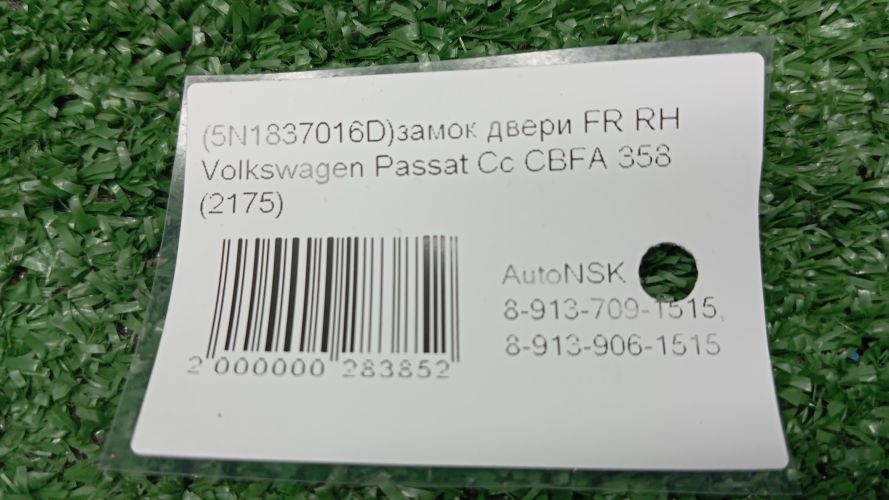 (5N1837016D)замок двери FR RH
Volkswagen Passat Cc CBFA 358
(2175)
AutoNSK
8-913-709-1515,
8-913-906-1515
2 000000 283852